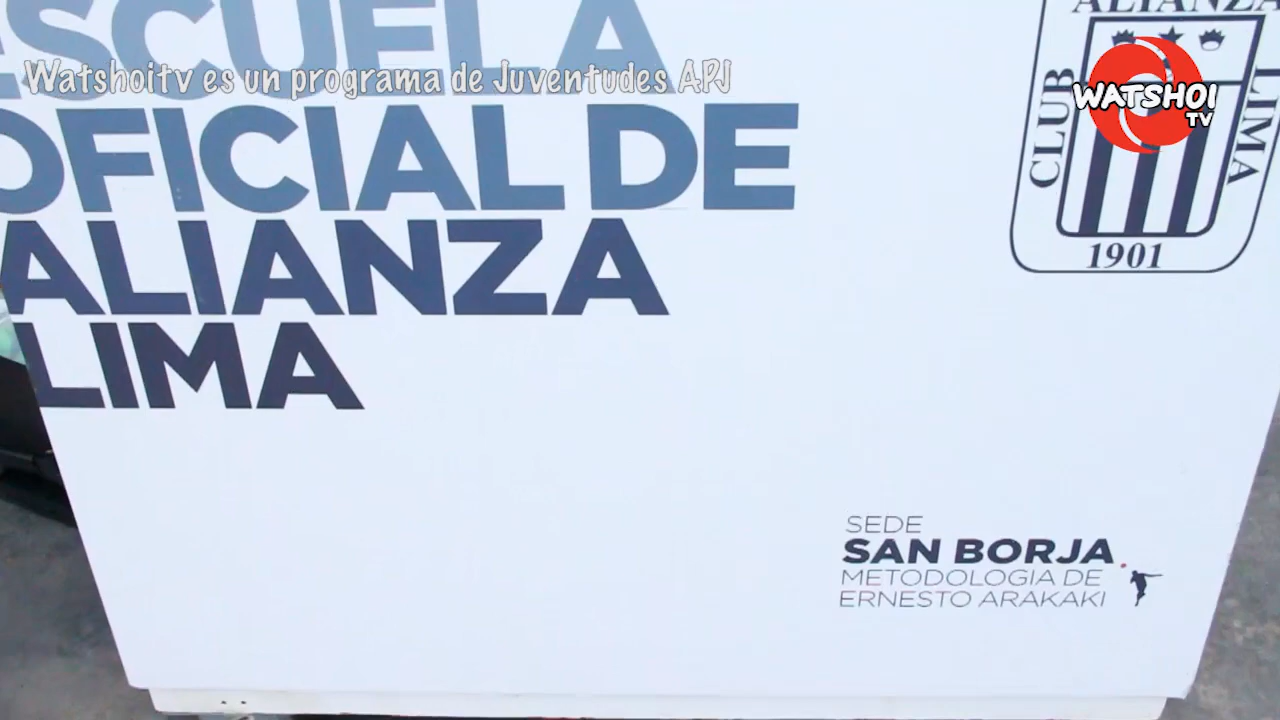 ESCUELA
Watshoitv es un programa de Juventudes APJ
OFICIAL DE
ALIANZA
LIMA
ALIANZA
CLUB
LIMA
1901
WATSHOI
TV
SEDE
SAN BORJA
METODOLOGIA DE
ERNESTO ARAKAKI